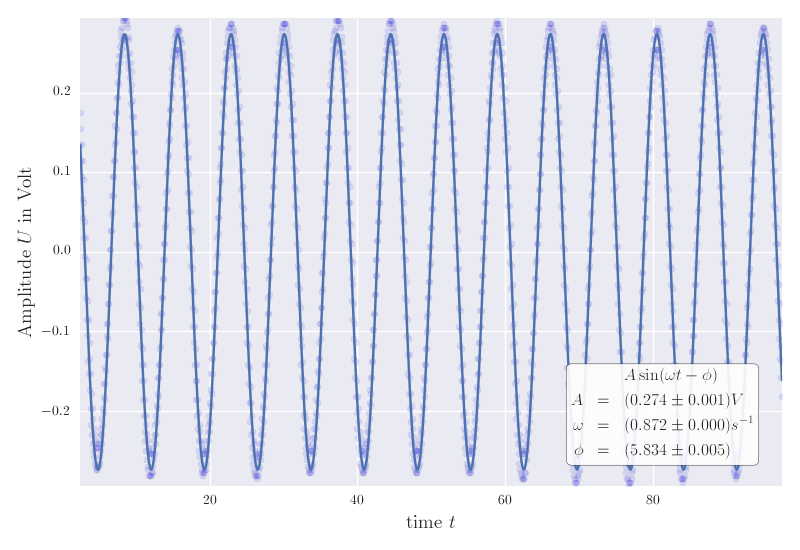 0.2
0.1
0.0
−0.1
−0.2
Amplitude U in Volt
20 40 60 80
time t
A sin(ωt − ϕ)
A = (0.274 ± 0.001)V
ω = (0.872 ± 0.000)s⁻¹
ϕ = (5.834 ± 0.005)